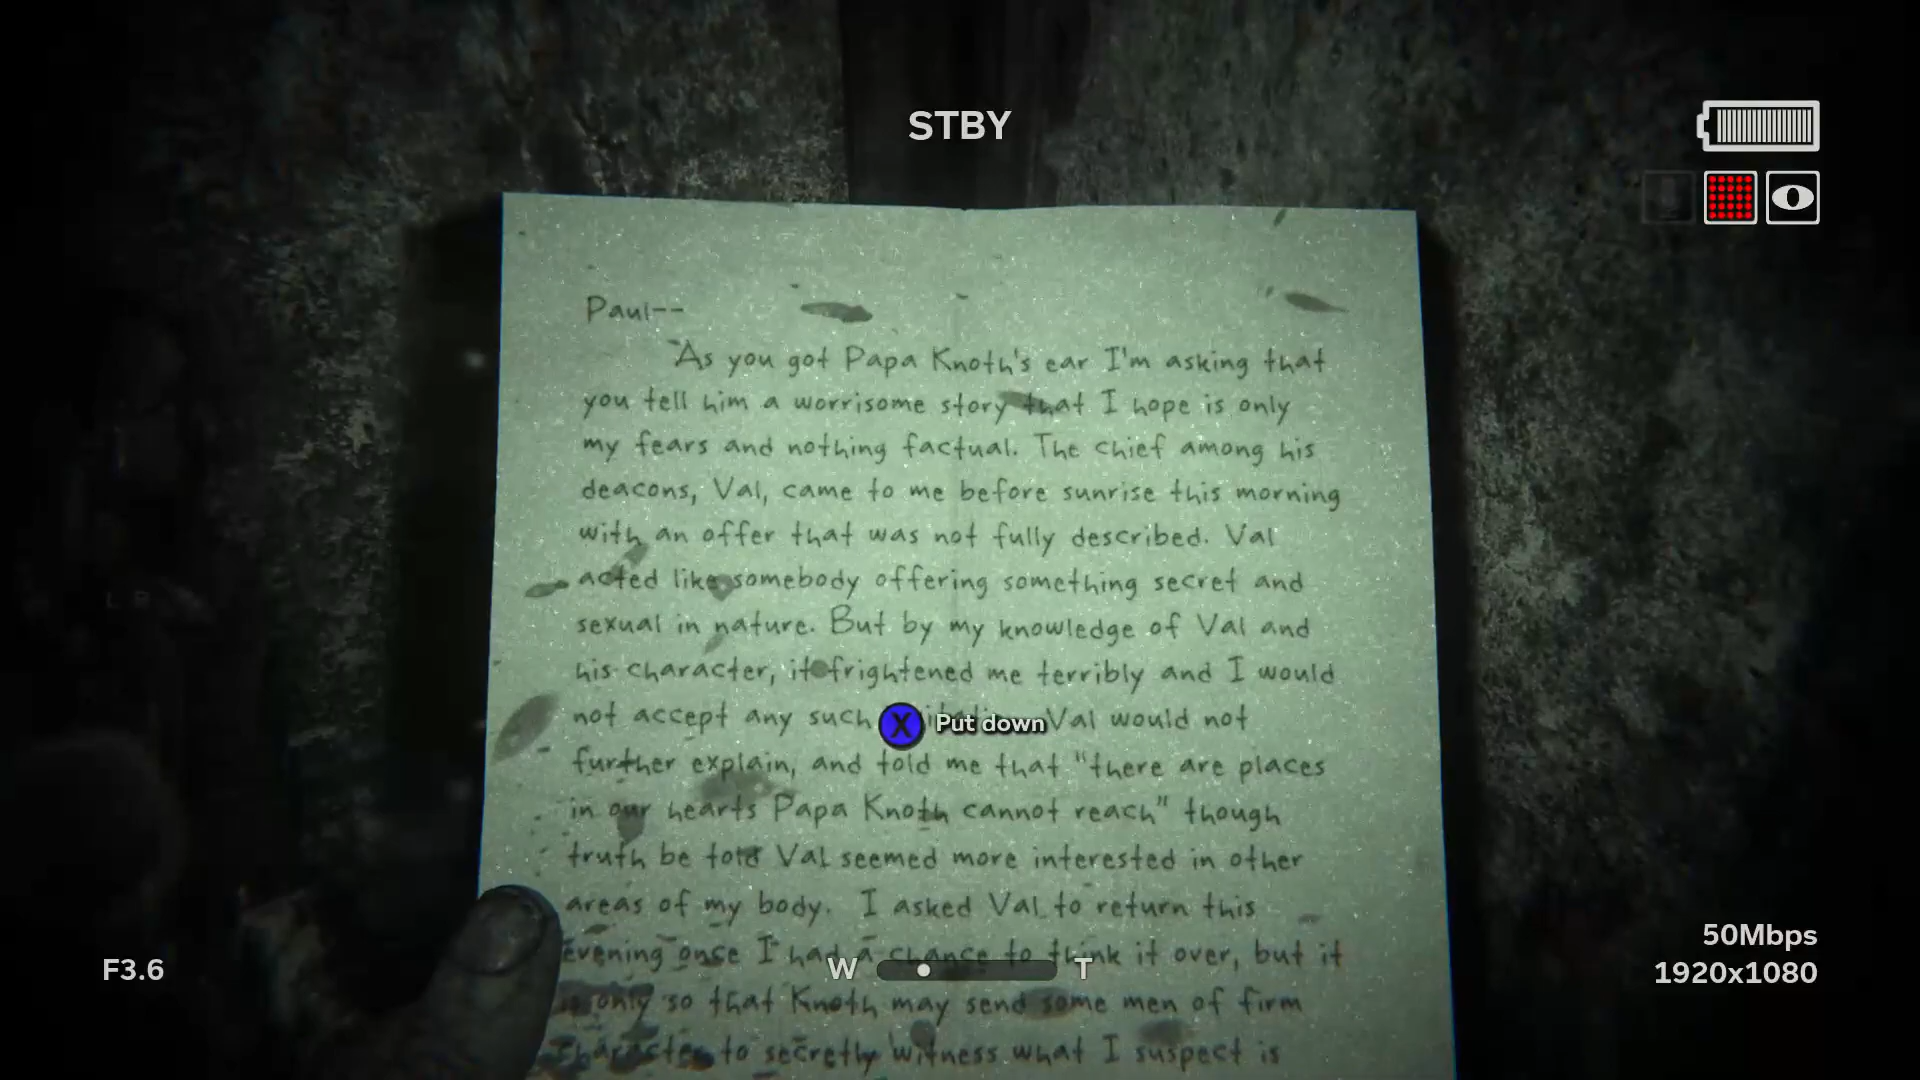 STBY
Paul--
As you got Papa Knoth's ear I'm asking that
you tell him a worrisome story that I hope is only
my fears and nothing factual. The chief among his
deacons, Val, came to me before sunrise this morning
with an offer that was not fully described. Val
acted like somebody offering something secret and
sexual in nature. But by my knowledge of Val and
his character, it frightened me terribly and I would
not accept any such Val would not
X Put down
further explain, and told me that "there are places
in our hearts Papa Knoth cannot reach" though
truth be told Val seemed more interested in other
areas of my body. I asked Val to return this
evening once I had a chance to think it over, but it
is only so that Knoth may send some men of firm
character to secretly witness what I suspect is
F3.6
W T
50Mbps
1920x1080